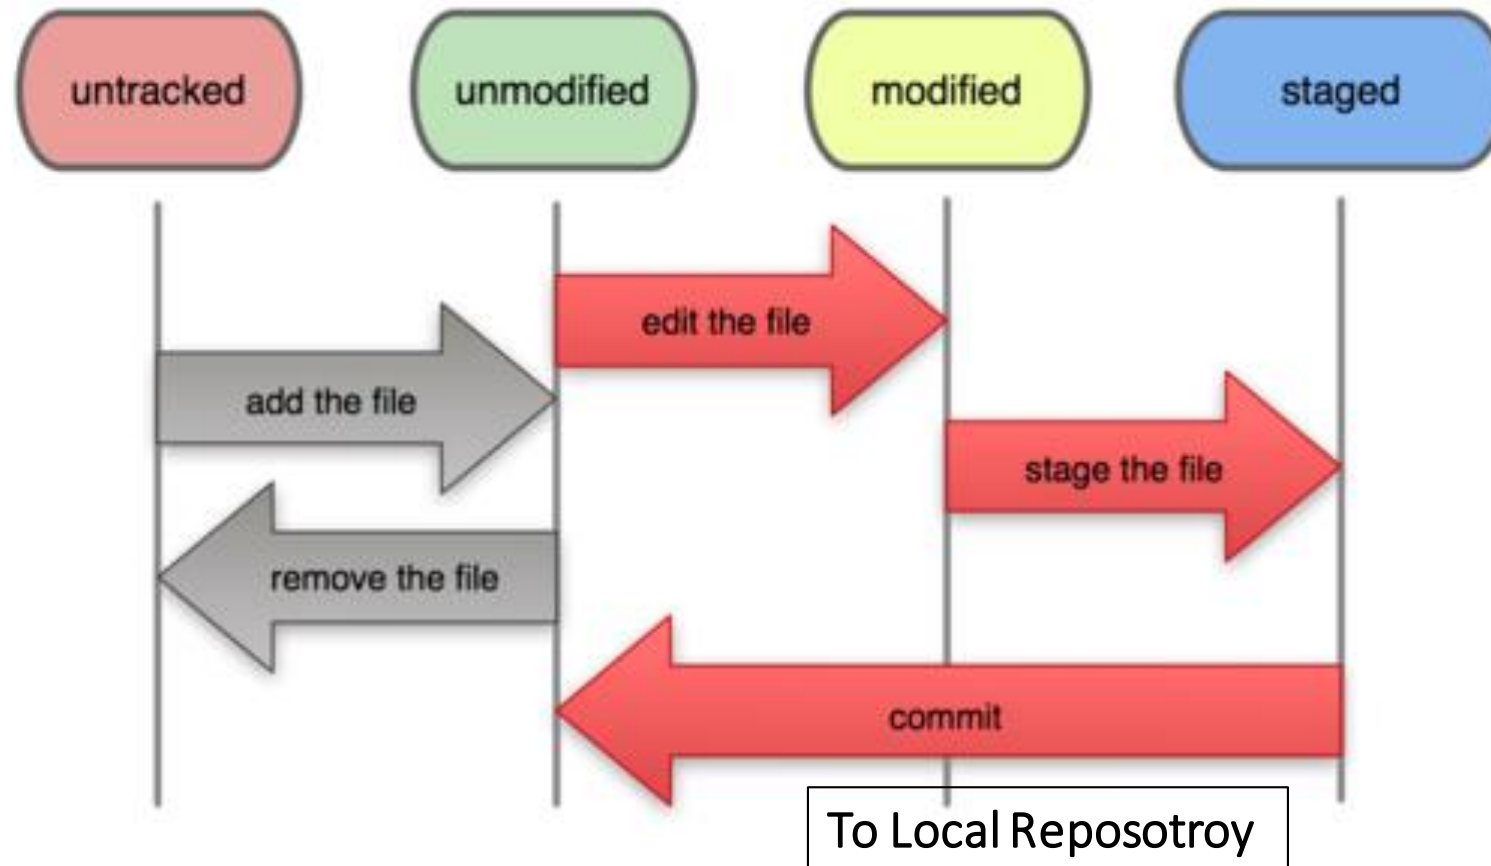 untracked
unmodified
modified
staged
edit the file
add the file
stage the file
remove the file
commit
To Local Reposotroy